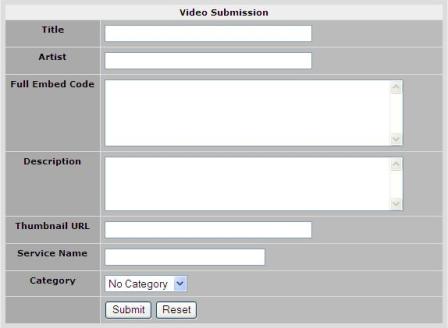 Video Submission
Title
Artist
Full Embed Code
Description
Thumbnail URL
Service Name
Category No Category
Submit Reset